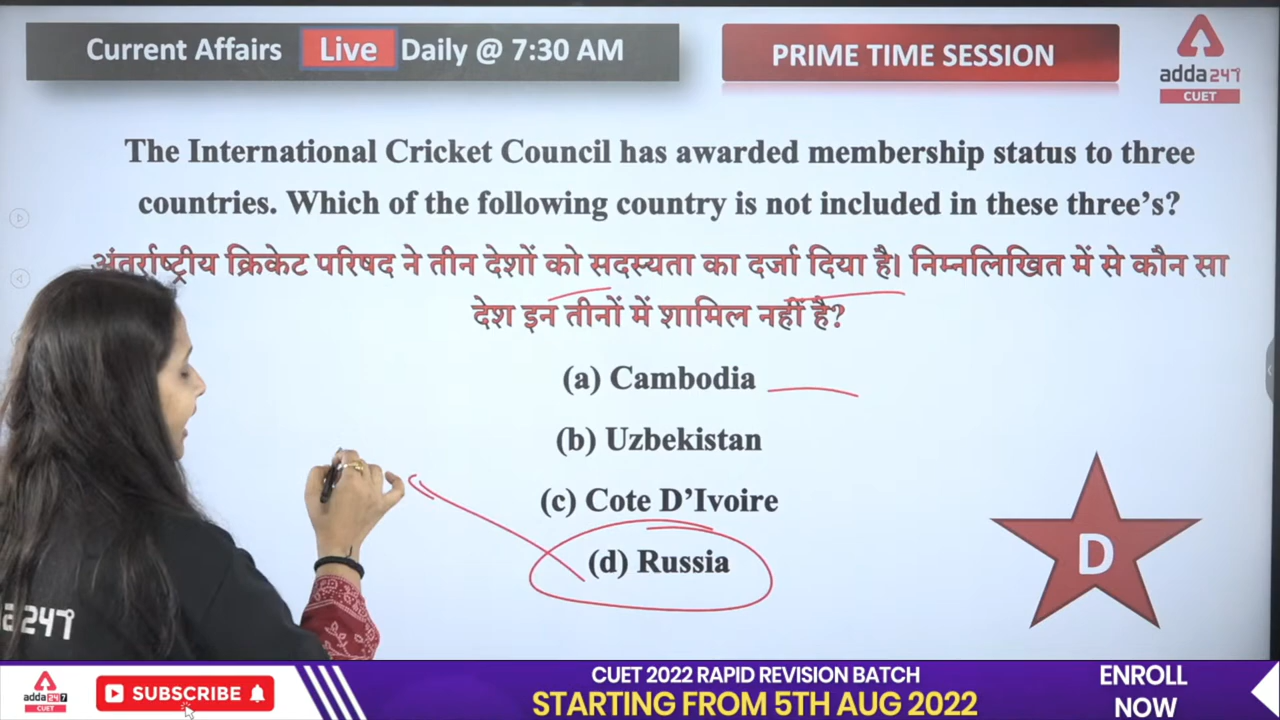 Current Affairs Live Daily @ 7:30 AM
PRIME TIME SESSION
adda247
CUET
The International Cricket Council has awarded membership status to three
countries. Which of the following country is not included in these three's?
अंतर्राष्ट्रीय क्रिकेट परिषद ने तीन देशों को सदस्यता का दर्जा दिया है। निम्नलिखित में से कौन सा
देश इन तीनों में शामिल नहीं है?
(a) Cambodia
(b) Uzbekistan
(c) Cote D'Ivoire
(d) Russia
D
a247
adda247
CUET
SUBSCRIBE
CUET 2022 RAPID REVISION BATCH
STARTING FROM 5TH AUG 2022
ENROLL
NOW